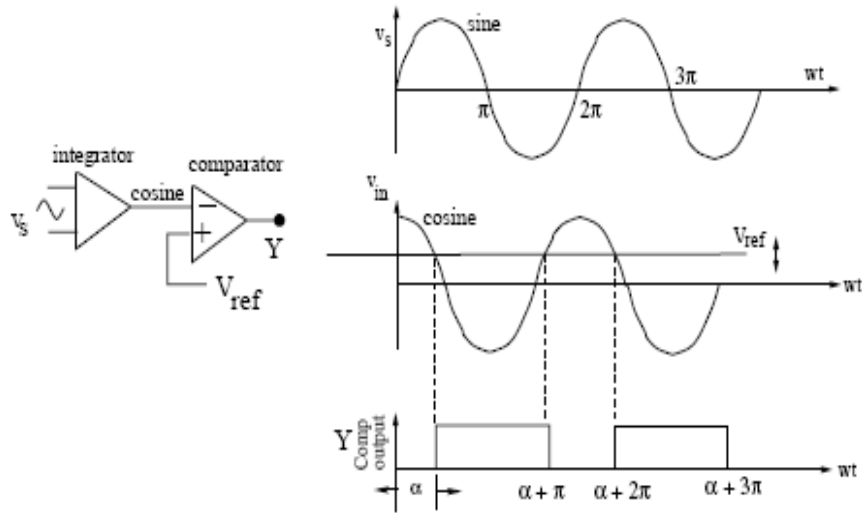 integrator
comparator
cosine
v_s
−
+
Y
V_ref
v_s
sine
π
2π
3π
wt
v_in
cosine
V_ref
wt
Y
Comp
output
α
α + π
α + 2π
α + 3π
wt